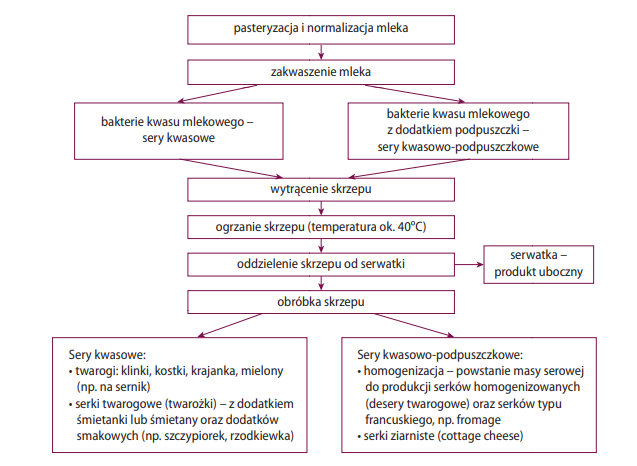 pasteryzacja i normalizacja mleka
zakwaszenie mleka
bakterie kwasu mlekowego –
sery kwasowe
bakterie kwasu mlekowego
z dodatkiem podpuszczki –
sery kwasowo-podpuszczkowe
wytrącenie skrzepu
ogrzanie skrzepu (temperatura ok. 40°C)
oddzielenie skrzepu od serwatki
serwatka –
produkt uboczny
obróbka skrzepu
Sery kwasowe:
• twarogi: klinki, kostki, krajanka, mielony
(np. na sernik)
• serki twarogowe (twarożki) – z dodatkiem
śmietanki lub śmietany oraz dodatków
smakowych (np. szczypiorek, rzodkiewka)
Sery kwasowo-podpuszczkowe:
• homogenizacja – powstanie masy serowej
do produkcji serków homogenizowanych
(desery twarogowe) oraz serków typu
francuskiego, np. fromage
• serki ziarniste (cottage cheese)